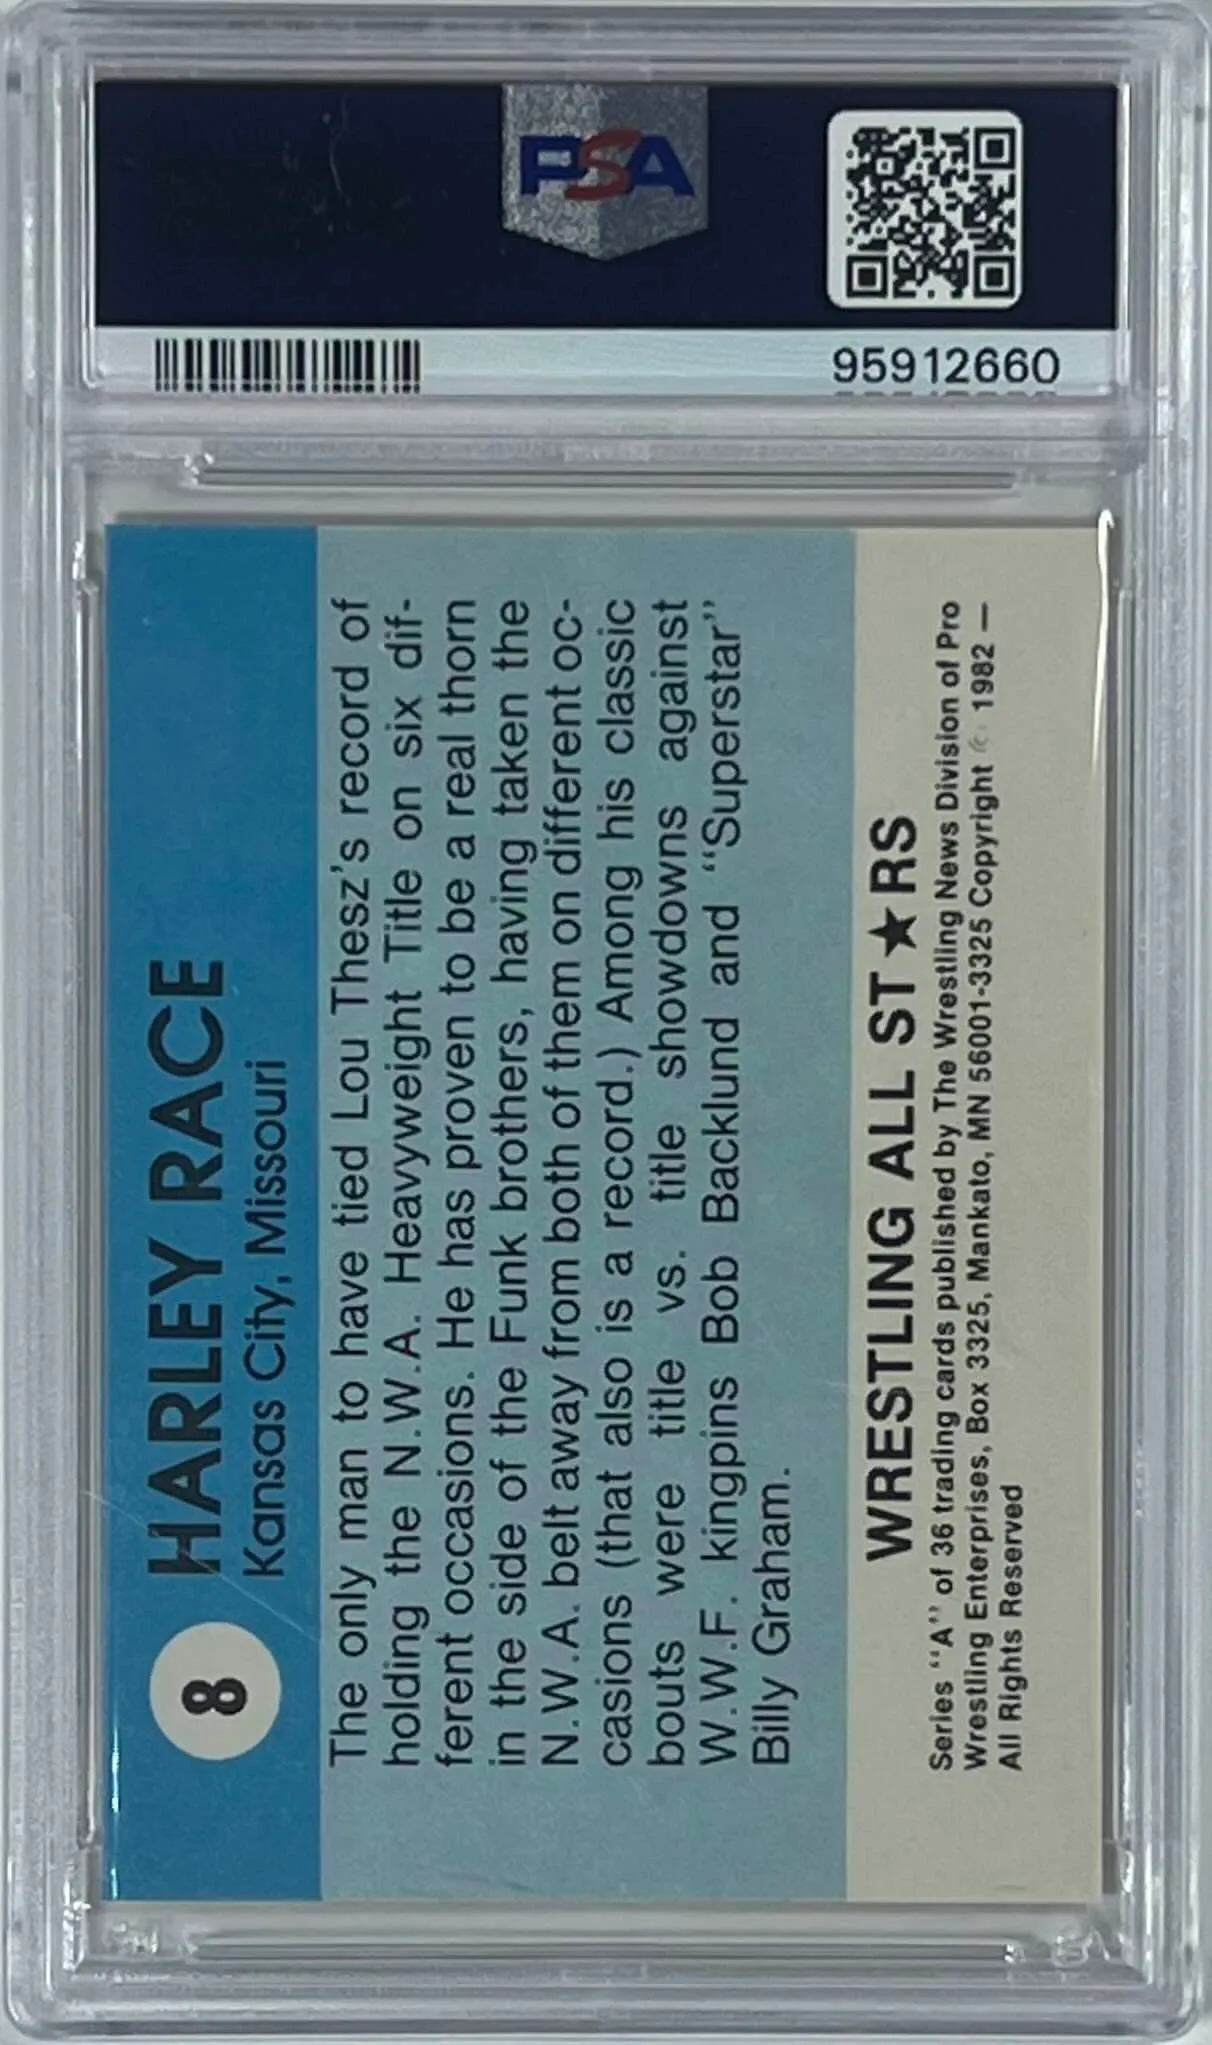 PSA
95912660
8
HARLEY RACE
Kansas City, Missouri
The only man to have tied Lou Thesz's record of
holding the N.W.A. Heavyweight Title on six dif-
ferent occasions. He has proven to be a real thorn
in the side of the Funk brothers, having taken the
N.W.A. belt away from both of them on different oc-
casions (that also is a record.) Among his classic
bouts were title vs. title showdowns against
W.W.F. kingpins Bob Backlund and “Superstar”
Billy Graham.
WRESTLING ALL ST★RS
Series “A” of 36 trading cards published by The Wrestling News Division of Pro
Wrestling Enterprises, Box 3325, Mankato, MN 56001-3325 Copyright © 1982 —
All Rights Reserved